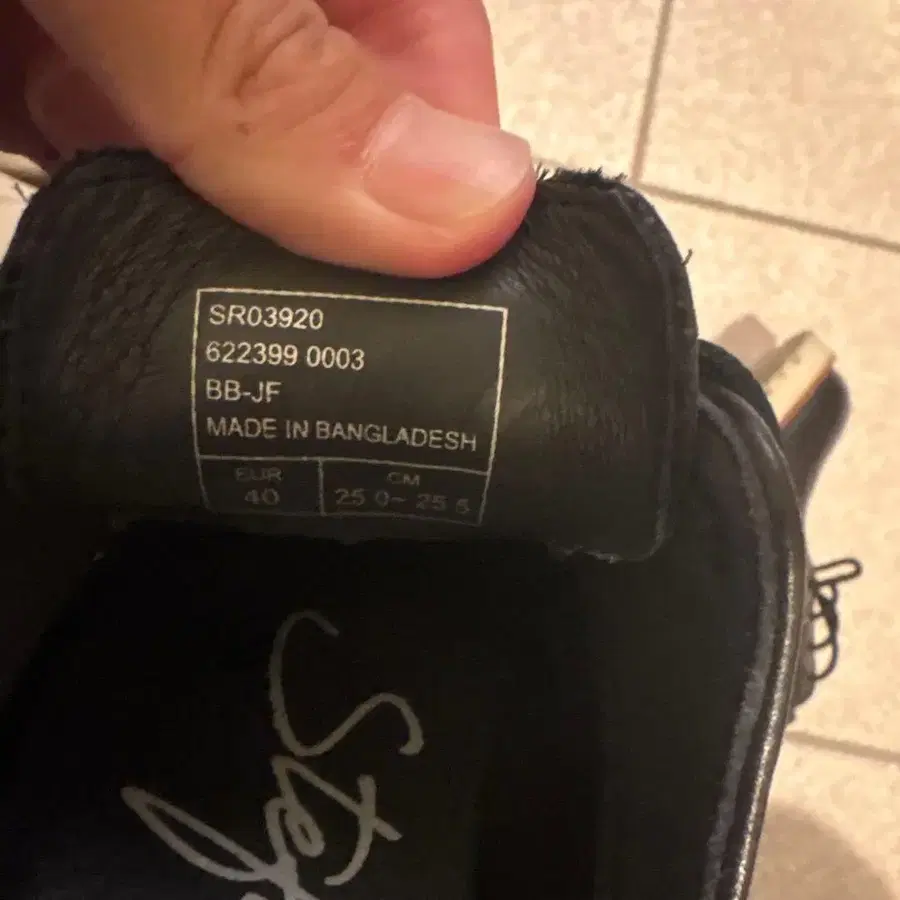 SR03920
622399 0003
BB-JF
MADE IN BANGLADESH
EUR CM
40 25 0~ 25 5